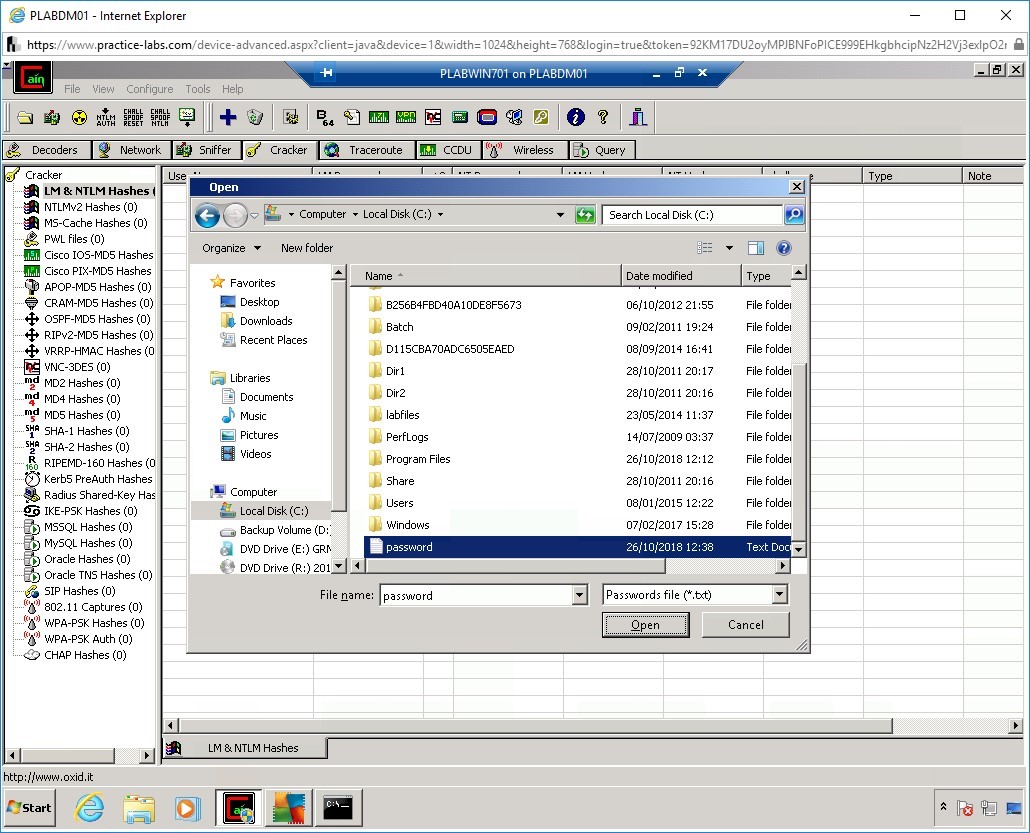 PLABDM01 - Internet Explorer
https://www.practice-labs.com/device-advanced.aspx?client=java&device=1&width=1024&height=768&login=true&token=92KM17DU2oyMPJBNFoPICE999EHkgbhcipNz2H2Vj3exIpO2r
Cain
PLABWIN701 on PLABDM01
File View Configure Tools Help
NTLM AUTH
CHALL SPOOF RESET
CHALL SPOOF NTLM
B 64
Decoders Network Sniffer Cracker Traceroute CCDU Wireless Query
Cracker
LM & NTLM Hashes (
NTLMv2 Hashes (0)
MS-Cache Hashes (0)
PWL files (0)
Cisco IOS-MD5 Hashes
Cisco PIX-MD5 Hashes
APOP-MD5 Hashes (0)
CRAM-MD5 Hashes (0)
OSPF-MD5 Hashes (0)
RIPv2-MD5 Hashes (0)
VRRP-HMAC Hashes (0
VNC-3DES (0)
MD2 Hashes (0)
MD4 Hashes (0)
MD5 Hashes (0)
SHA-1 Hashes (0)
SHA-2 Hashes (0)
RIPEMD-160 Hashes (0
Kerb5 PreAuth Hashes
Radius Shared-Key Has
IKE-PSK Hashes (0)
MSSQL Hashes (0)
MySQL Hashes (0)
Oracle Hashes (0)
Oracle TNS Hashes (0)
SIP Hashes (0)
802.11 Captures (0)
WPA-PSK Hashes (0)
WPA-PSK Auth (0)
CHAP Hashes (0)
Type Note
Open
Computer Local Disk (C:) Search Local Disk (C:)
Organize New folder
Favorites
Desktop
Downloads
Recent Places
Libraries
Documents
Music
Pictures
Videos
Computer
Local Disk (C:)
Backup Volume (D:)
DVD Drive (E:) GRM
DVD Drive (R:) 201
Name Date modified Type
B256B4FBD40A10DE8F5673 06/10/2012 21:55 File folder
Batch 09/02/2011 19:24 File folder
D115CBA70ADC6505EAED 08/09/2014 16:41 File folder
Dir1 28/10/2011 20:17 File folder
Dir2 28/10/2011 20:16 File folder
labfiles 23/05/2014 11:37 File folder
PerfLogs 14/07/2009 03:37 File folder
Program Files 26/10/2018 12:12 File folder
Share 28/10/2011 20:16 File folder
Users 08/01/2015 12:22 File folder
Windows 07/02/2017 15:28 File folder
password 26/10/2018 12:38 Text Doc
File name: password Passwords file (*.txt)
Open Cancel
LM & NTLM Hashes
http://www.oxid.it
Start